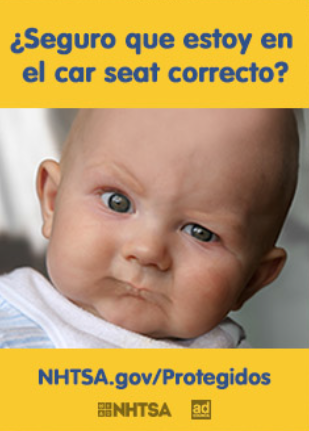 ¿Seguro que estoy en
el car seat correcto?
NHTSA.gov/Protegidos
NHTSA
ad